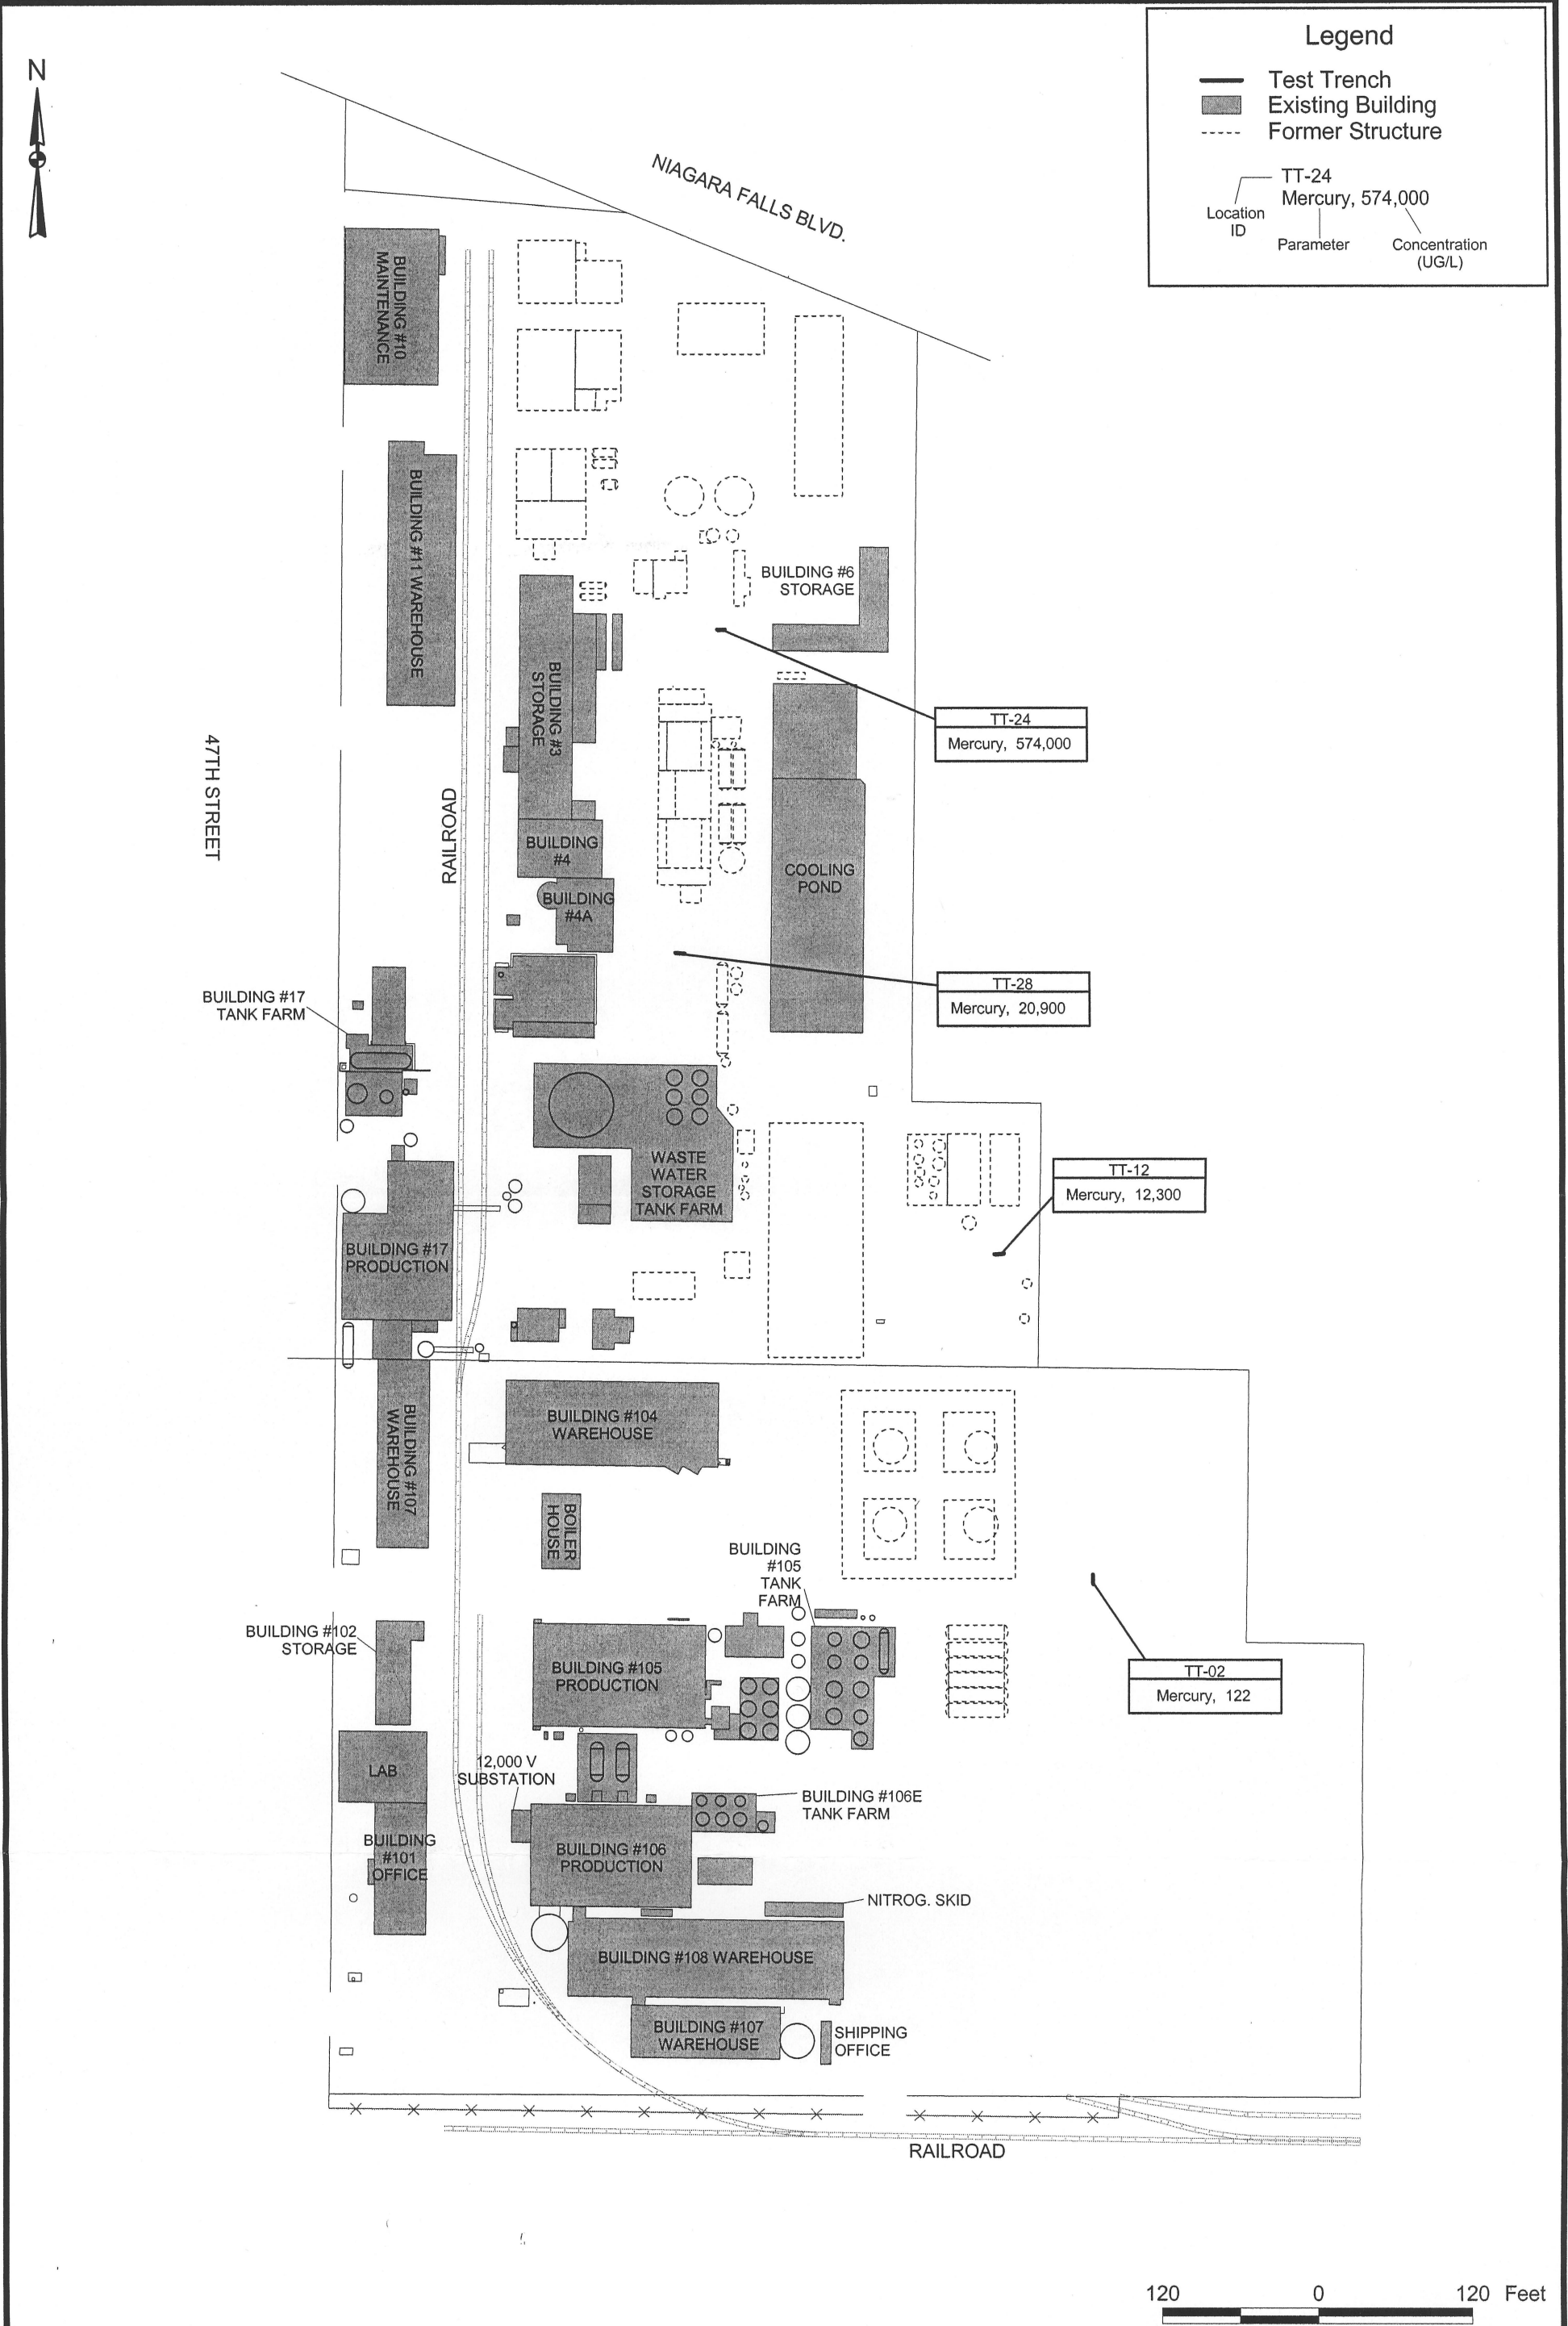 Legend
Test Trench
Existing Building
Former Structure
TT-24
Mercury, 574,000
Location
ID
Parameter
Concentration
(UG/L)
N
NIAGARA FALLS BLVD.
BUILDING #10
MAINTENANCE
BUILDING #11 WAREHOUSE
BUILDING #6
STORAGE
BUILDING #3
STORAGE
TT-24
Mercury, 574,000
47TH STREET
RAILROAD
BUILDING
#4
COOLING
POND
BUILDING
#4A
TT-28
Mercury, 20,900
BUILDING #17
TANK FARM
WASTE
WATER
STORAGE
TANK FARM
TT-12
Mercury, 12,300
BUILDING #17
PRODUCTION
BUILDING #104
WAREHOUSE
BUILDING #107
WAREHOUSE
BOILER
HOUSE
BUILDING
#105
TANK
FARM
BUILDING #102
STORAGE
BUILDING #105
PRODUCTION
TT-02
Mercury, 122
LAB
12,000 V
SUBSTATION
BUILDING #106E
TANK FARM
BUILDING
#101
OFFICE
BUILDING #106
PRODUCTION
NITROG. SKID
BUILDING #108 WAREHOUSE
BUILDING #107
WAREHOUSE
SHIPPING
OFFICE
RAILROAD
120 0 120 Feet